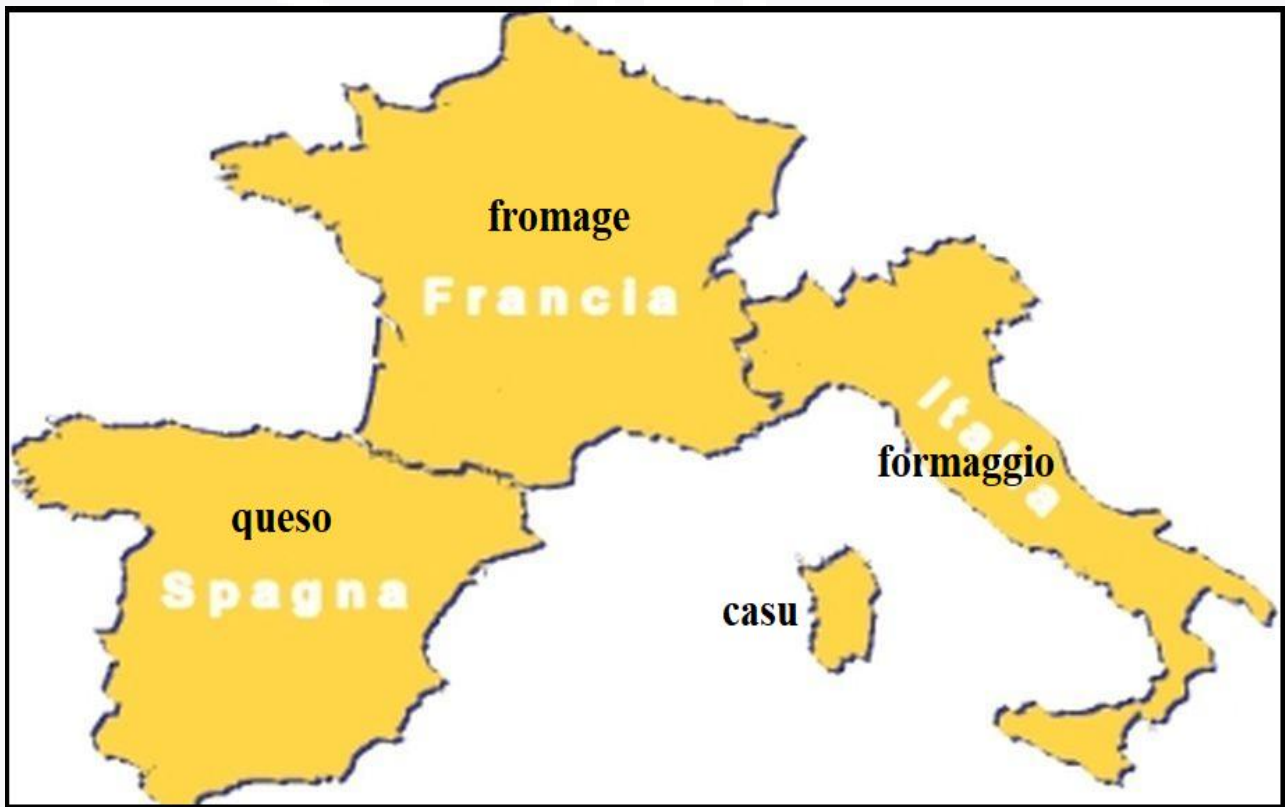 fromage
Francia
Italia
formaggio
queso
Spagna
casu